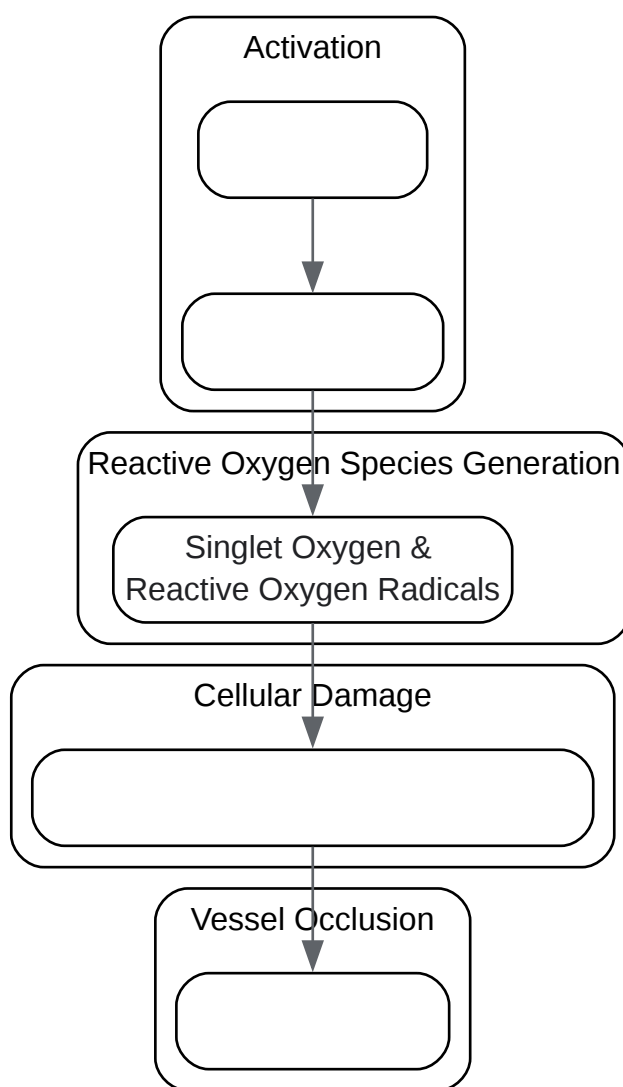 Activation
Reactive Oxygen Species Generation
Singlet Oxygen &
Reactive Oxygen Radicals
Cellular Damage
Vessel Occlusion